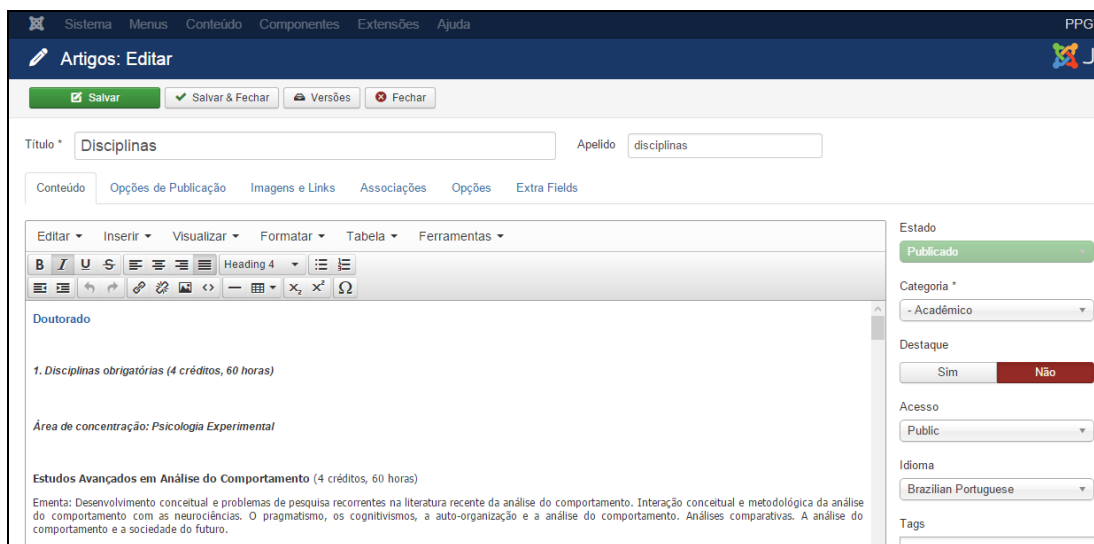 Sistema Menus Conteúdo Componentes Extensões Ajuda PPG
Artigos: Editar J
Salvar Salvar & Fechar Versões Fechar
Título * Disciplinas Apelido disciplinas
Conteúdo Opções de Publicação Imagens e Links Associações Opções Extra Fields
Editar Inserir Visualizar Formatar Tabela Ferramentas
B I U S Heading 4
X₂ X² Ω
Doutorado
1. Disciplinas obrigatórias (4 créditos, 60 horas)
Área de concentração: Psicologia Experimental
Estudos Avançados em Análise do Comportamento (4 créditos, 60 horas)
Ementa: Desenvolvimento conceitual e problemas de pesquisa recorrentes na literatura recente da análise do comportamento. Interação conceitual e metodológica da análise
do comportamento com as neurociências. O pragmatismo, os cognitivismos, a auto-organização e a análise do comportamento. Análises comparativas. A análise do
comportamento e a sociedade do futuro.
Estado
Publicado
Categoria *
- Acadêmico
Destaque
Sim Não
Acesso
Public
Idioma
Brazilian Portuguese
Tags